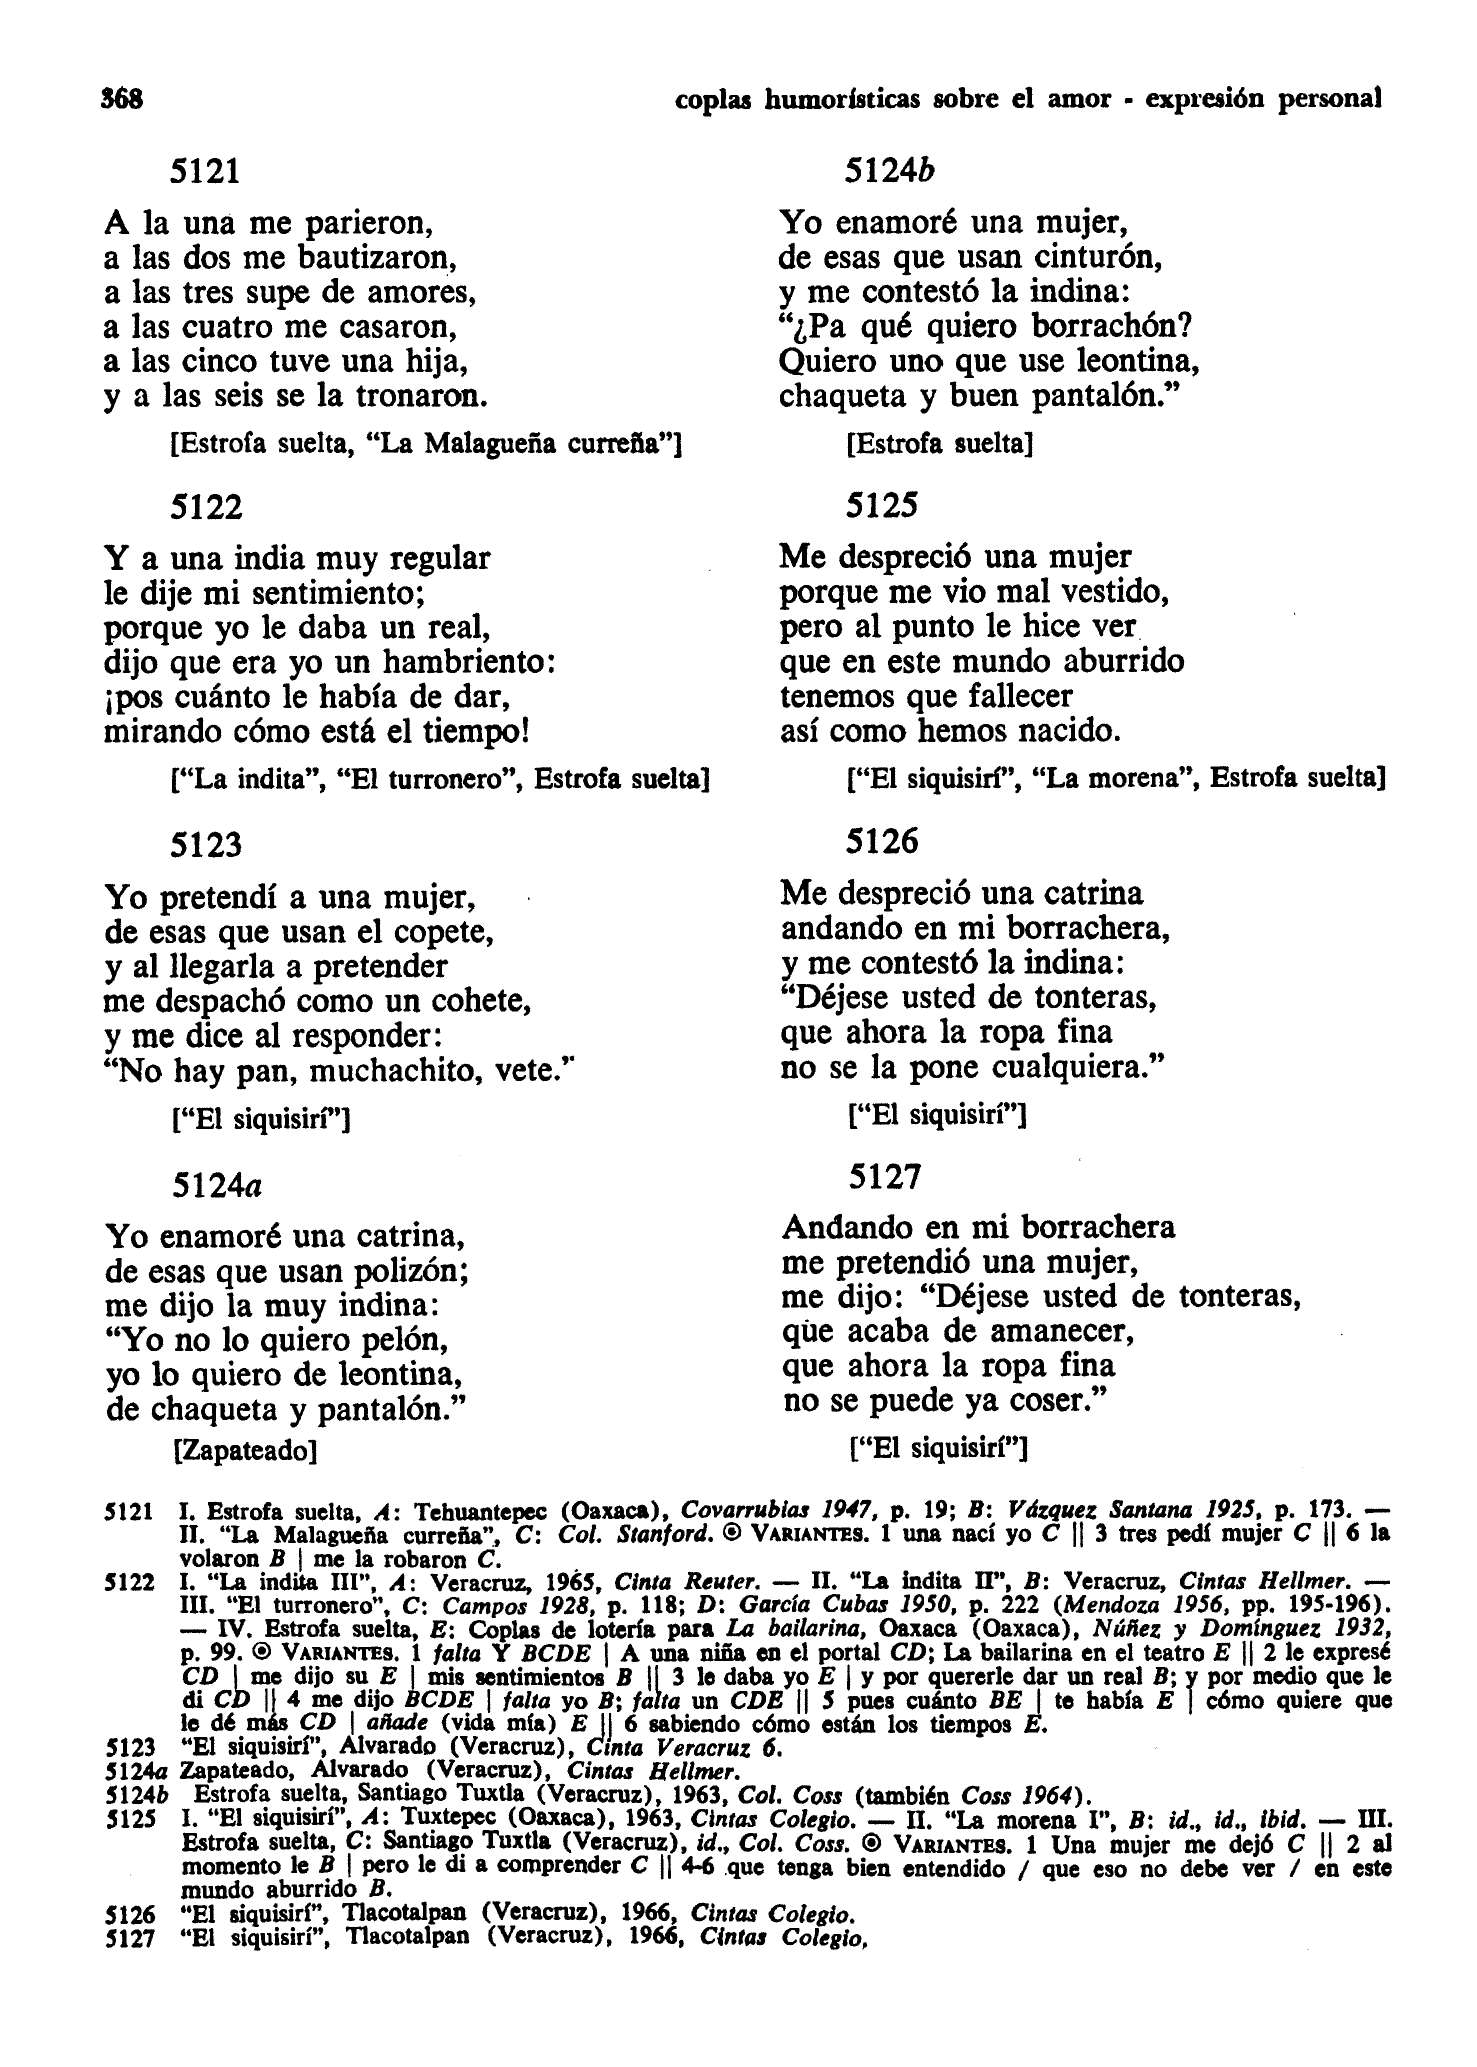 368 coplas humorísticas sobre el amor - expresión personal
5121
A la una me parieron,
a las dos me bautizaron,
a las tres supe de amores,
a las cuatro me casaron,
a las cinco tuve una hija,
y a las seis se la tronaron.
[Estrofa suelta, “La Malagueña curreña”]
5122
Y a una india muy regular
le dije mi sentimiento;
porque yo le daba un real,
dijo que era yo un hambriento:
¡pos cuánto le había de dar,
mirando cómo está el tiempo!
[“La indita”, “El turronero”, Estrofa suelta]
5123
Yo pretendí a una mujer,
de esas que usan el copete,
y al llegarla a pretender
me despachó como un cohete,
y me dice al responder:
“No hay pan, muchachito, vete.”
[“El siquisirí”]
5124a
Yo enamoré una catrina,
de esas que usan polizón;
me dijo la muy indina:
“Yo no lo quiero pelón,
yo lo quiero de leontina,
de chaqueta y pantalón.”
[Zapateado]
5124b
Yo enamoré una mujer,
de esas que usan cinturón,
y me contestó la indina:
“¿Pa qué quiero borrachón?
Quiero uno que use leontina,
chaqueta y buen pantalón.”
[Estrofa suelta]
5125
Me despreció una mujer
porque me vio mal vestido,
pero al punto le hice ver
que en este mundo aburrido
tenemos que fallecer
así como hemos nacido.
[“El siquisirí”, “La morena”, Estrofa suelta]
5126
Me despreció una catrina
andando en mi borrachera,
y me contestó la indina:
“Déjese usted de tonteras,
que ahora la ropa fina
no se la pone cualquiera.”
[“El siquisirí”]
5127
Andando en mi borrachera
me pretendió una mujer,
me dijo: “Déjese usted de tonteras,
que acaba de amanecer,
que ahora la ropa fina
no se puede ya coser.”
[“El siquisirí”]
5121 I. Estrofa suelta, A: Tehuantepec (Oaxaca), Covarrubias 1947, p. 19; B: Vázquez Santana 1925, p. 173. —
II. “La Malagueña curreña”, C: Col. Stanford. ® VARIANTES. 1 una nací yo C || 3 tres pedí mujer C || 6 la
volaron B | me la robaron C.
5122 I. “La indita III”, A: Veracruz, 1965, Cinta Reuter. — II. “La indita II”, B: Veracruz, Cintas Hellmer. —
III. “El turronero”, C: Campos 1928, p. 118; D: García Cubas 1950, p. 222 (Mendoza 1956, pp. 195-196).
— IV. Estrofa suelta, E: Coplas de lotería para La bailarina, Oaxaca (Oaxaca), Núñez y Domínguez 1932,
p. 99. ® VARIANTES. 1 falta Y BCDE | A una niña en el portal CD; La bailarina en el teatro E || 2 le expresé
CD | me dijo su E | mis sentimientos B || 3 le daba yo E | y por quererle dar un real B; y por medio que le
di CD || 4 me dijo BCDE | falta yo B; falta un CDE || 5 pues cuánto BE | te había E | cómo quiere que
le dé más CD | añade (vida mía) E || 6 sabiendo cómo están los tiempos E.
5123 “El siquisirí”, Alvarado (Veracruz), Cinta Veracruz 6.
5124a Zapateado, Alvarado (Veracruz), Cintas Hellmer.
5124b Estrofa suelta, Santiago Tuxtla (Veracruz), 1963, Col. Coss (también Coss 1964).
5125 I. “El siquisirí”, A: Tuxtepec (Oaxaca), 1963, Cintas Colegio. — II. “La morena I”, B: id., id., ibid. — III.
Estrofa suelta, C: Santiago Tuxtla (Veracruz), id., Col. Coss. ® VARIANTES. 1 Una mujer me dejó C || 2 al
momento le B | pero le di a comprender C || 4-6 que tenga bien entendido / que eso no debe ver / en este
mundo aburrido B.
5126 “El siquisirí”, Tlacotalpan (Veracruz), 1966, Cintas Colegio.
5127 “El siquisirí”, Tlacotalpan (Veracruz), 1966, Cintas Colegio,